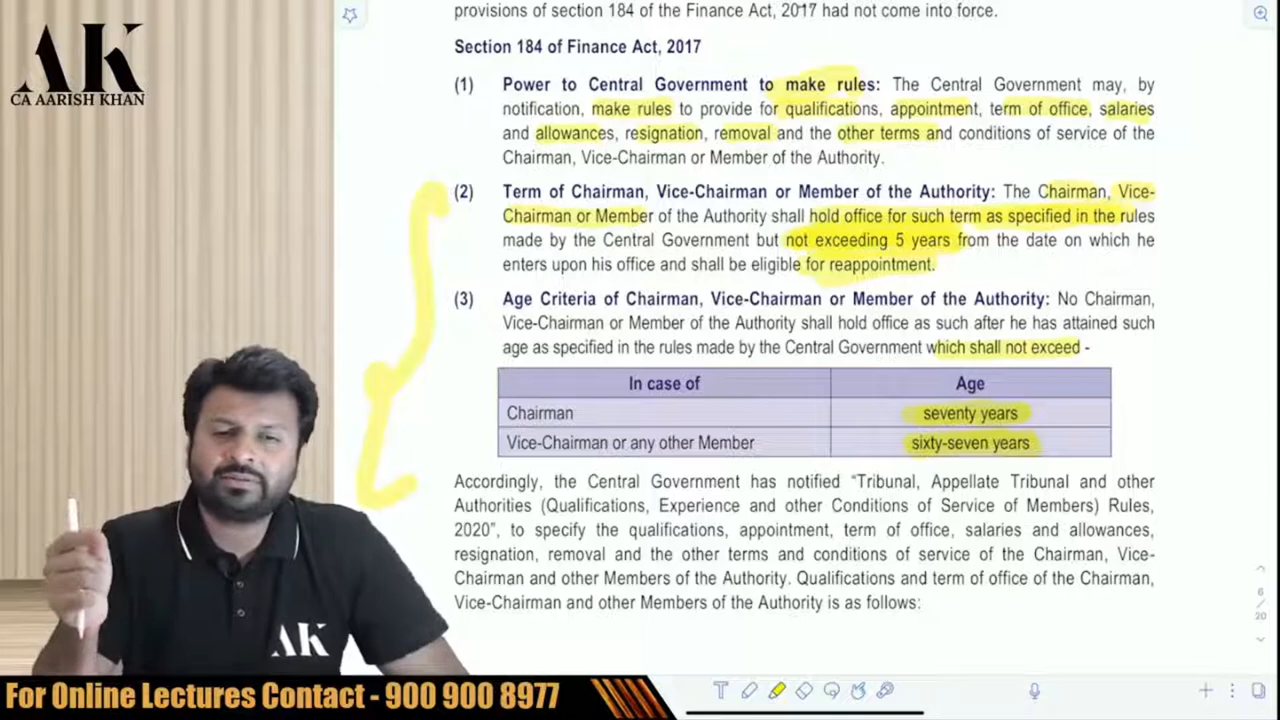 AK
CA AARISH KHAN
provisions of section 184 of the Finance Act, 2017 had not come into force.
Section 184 of Finance Act, 2017
(1) Power to Central Government to make rules: The Central Government may, by
notification, make rules to provide for qualifications, appointment, term of office, salaries
and allowances, resignation, removal and the other terms and conditions of service of the
Chairman, Vice-Chairman or Member of the Authority.
(2) Term of Chairman, Vice-Chairman or Member of the Authority: The Chairman, Vice-
Chairman or Member of the Authority shall hold office for such term as specified in the rules
made by the Central Government but not exceeding 5 years from the date on which he
enters upon his office and shall be eligible for reappointment.
(3) Age Criteria of Chairman, Vice-Chairman or Member of the Authority: No Chairman,
Vice-Chairman or Member of the Authority shall hold office as such after he has attained such
age as specified in the rules made by the Central Government which shall not exceed -
In case of Age
Chairman seventy years
Vice-Chairman or any other Member sixty-seven years
Accordingly, the Central Government has notified “Tribunal, Appellate Tribunal and other
Authorities (Qualifications, Experience and other Conditions of Service of Members) Rules,
2020”, to specify the qualifications, appointment, term of office, salaries and allowances,
resignation, removal and the other terms and conditions of service of the Chairman, Vice-
Chairman and other Members of the Authority. Qualifications and term of office of the Chairman,
Vice-Chairman and other Members of the Authority is as follows:
6
/
20
AK
For Online Lectures Contact - 900 900 8977
T